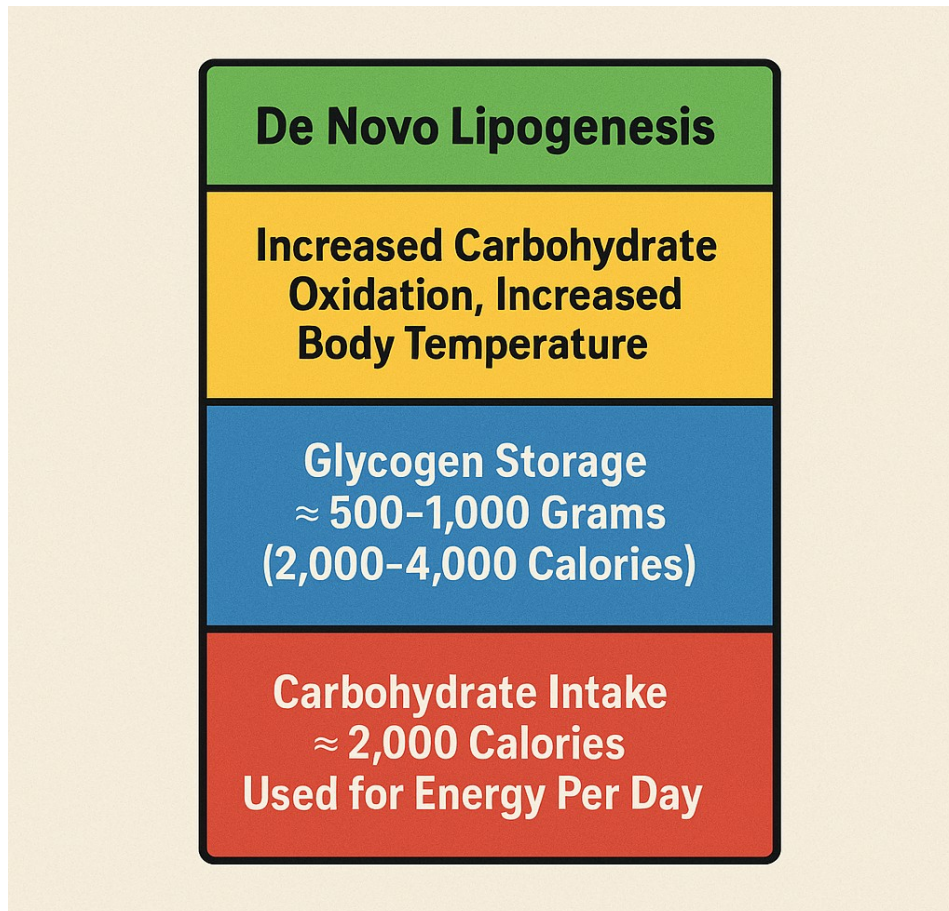 De Novo Lipogenesis
Increased Carbohydrate
Oxidation, Increased
Body Temperature
Glycogen Storage
≈ 500–1,000 Grams
(2,000–4,000 Calories)
Carbohydrate Intake
≈ 2,000 Calories
Used for Energy Per Day